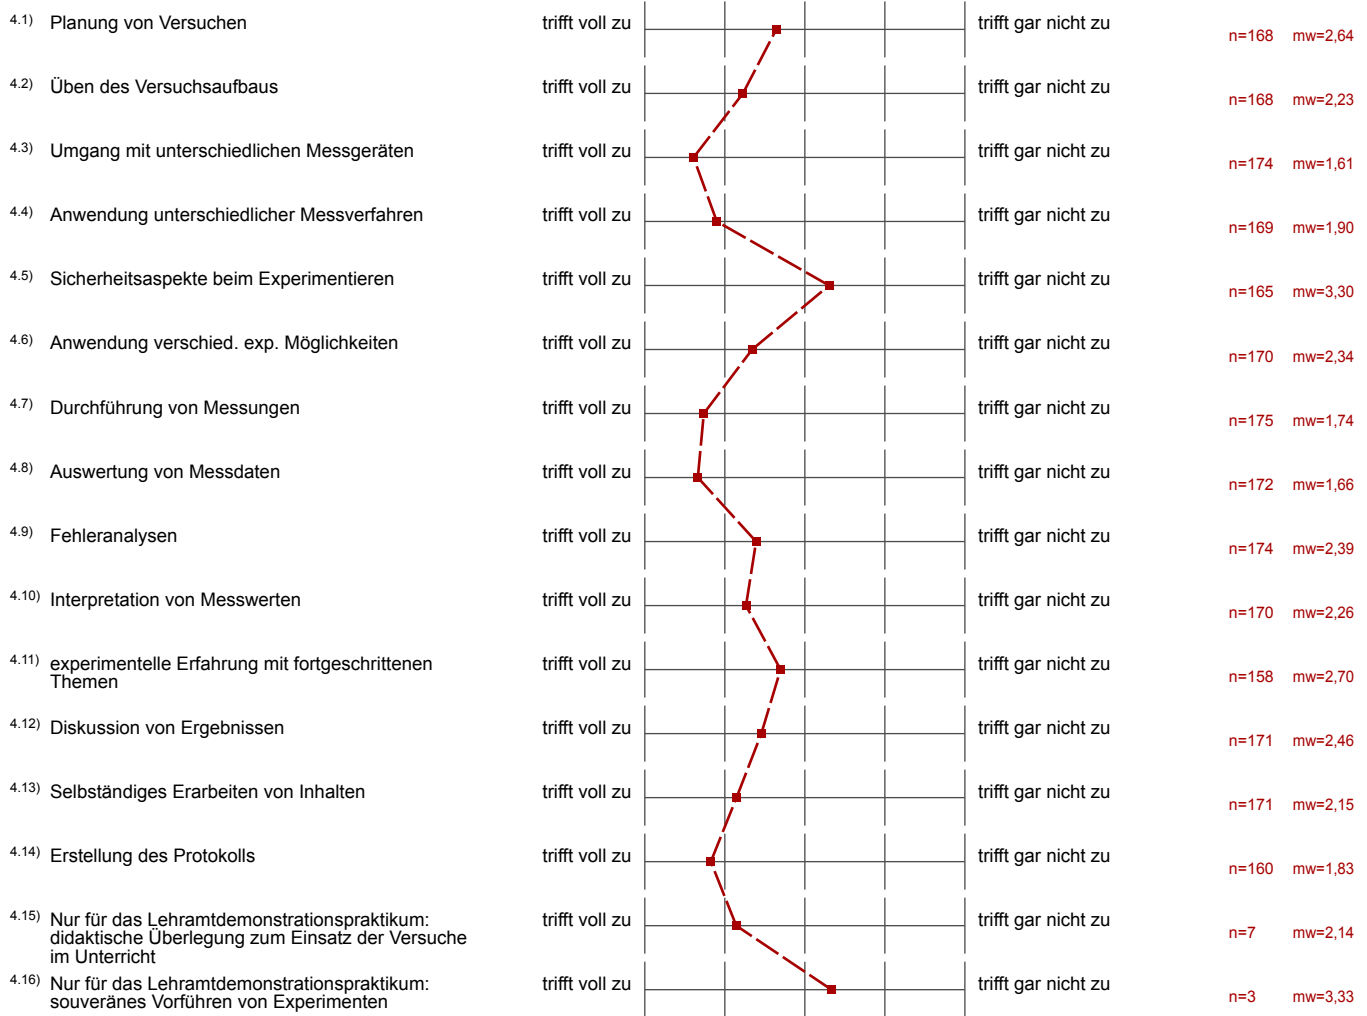 4.1) Planung von Versuchen trifft voll zu trifft gar nicht zu n=168 mw=2,64
4.2) Üben des Versuchsaufbaus trifft voll zu trifft gar nicht zu n=168 mw=2,23
4.3) Umgang mit unterschiedlichen Messgeräten trifft voll zu trifft gar nicht zu n=174 mw=1,61
4.4) Anwendung unterschiedlicher Messverfahren trifft voll zu trifft gar nicht zu n=169 mw=1,90
4.5) Sicherheitsaspekte beim Experimentieren trifft voll zu trifft gar nicht zu n=165 mw=3,30
4.6) Anwendung verschied. exp. Möglichkeiten trifft voll zu trifft gar nicht zu n=170 mw=2,34
4.7) Durchführung von Messungen trifft voll zu trifft gar nicht zu n=175 mw=1,74
4.8) Auswertung von Messdaten trifft voll zu trifft gar nicht zu n=172 mw=1,66
4.9) Fehleranalysen trifft voll zu trifft gar nicht zu n=174 mw=2,39
4.10) Interpretation von Messwerten trifft voll zu trifft gar nicht zu n=170 mw=2,26
4.11) experimentelle Erfahrung mit fortgeschrittenen trifft voll zu trifft gar nicht zu n=158 mw=2,70
Themen
4.12) Diskussion von Ergebnissen trifft voll zu trifft gar nicht zu n=171 mw=2,46
4.13) Selbständiges Erarbeiten von Inhalten trifft voll zu trifft gar nicht zu n=171 mw=2,15
4.14) Erstellung des Protokolls trifft voll zu trifft gar nicht zu n=160 mw=1,83
4.15) Nur für das Lehramtdemonstrationspraktikum: trifft voll zu trifft gar nicht zu n=7 mw=2,14
didaktische Überlegung zum Einsatz der Versuche
im Unterricht
4.16) Nur für das Lehramtdemonstrationspraktikum: trifft voll zu trifft gar nicht zu n=3 mw=3,33
souveränes Vorführen von Experimenten